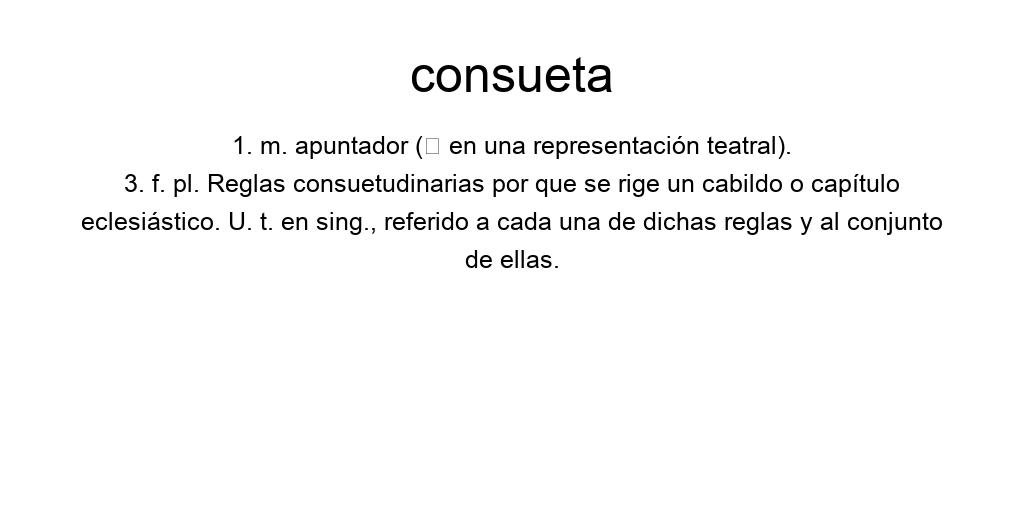 consueta
1. m. apuntador (□ en una representación teatral).
3. f. pl. Reglas consuetudinarias por que se rige un cabildo o capítulo
eclesiástico. U. t. en sing., referido a cada una de dichas reglas y al conjunto
de ellas.